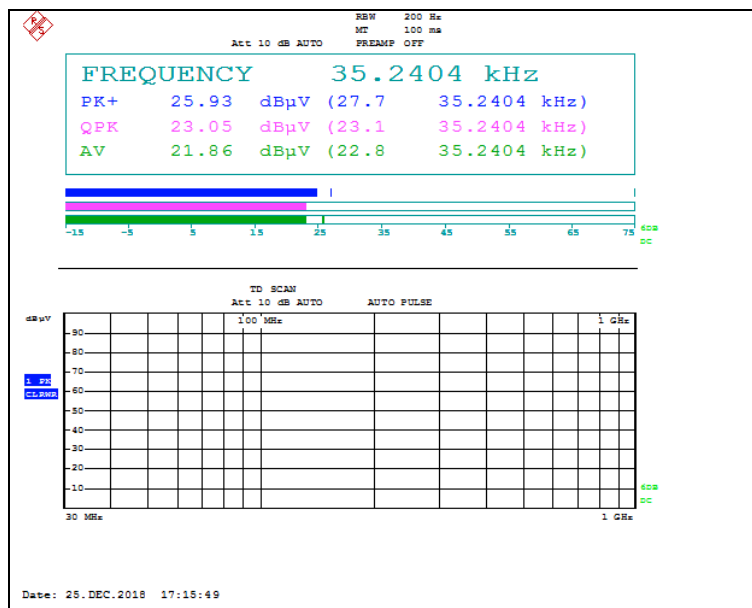 R S
RBW 200 Hz
MT 100 ms
Att 10 dB AUTO PREAMP OFF
FREQUENCY 35.2404 kHz
PK+ 25.93 dBµV (27.7 35.2404 kHz)
QPK 23.05 dBµV (23.1 35.2404 kHz)
AV 21.86 dBµV (22.8 35.2404 kHz)
-15 -5 5 15 25 35 45 55 65 75
6DB
DC
TD SCAN
Att 10 dB AUTO AUTO PULSE
dBµV
100 MHz 1 GHz
90
80
70
1 PK
60
CLRWR
50
40
30
20
10
6DB
DC
30 MHz 1 GHz
Date: 25.DEC.2018 17:15:49